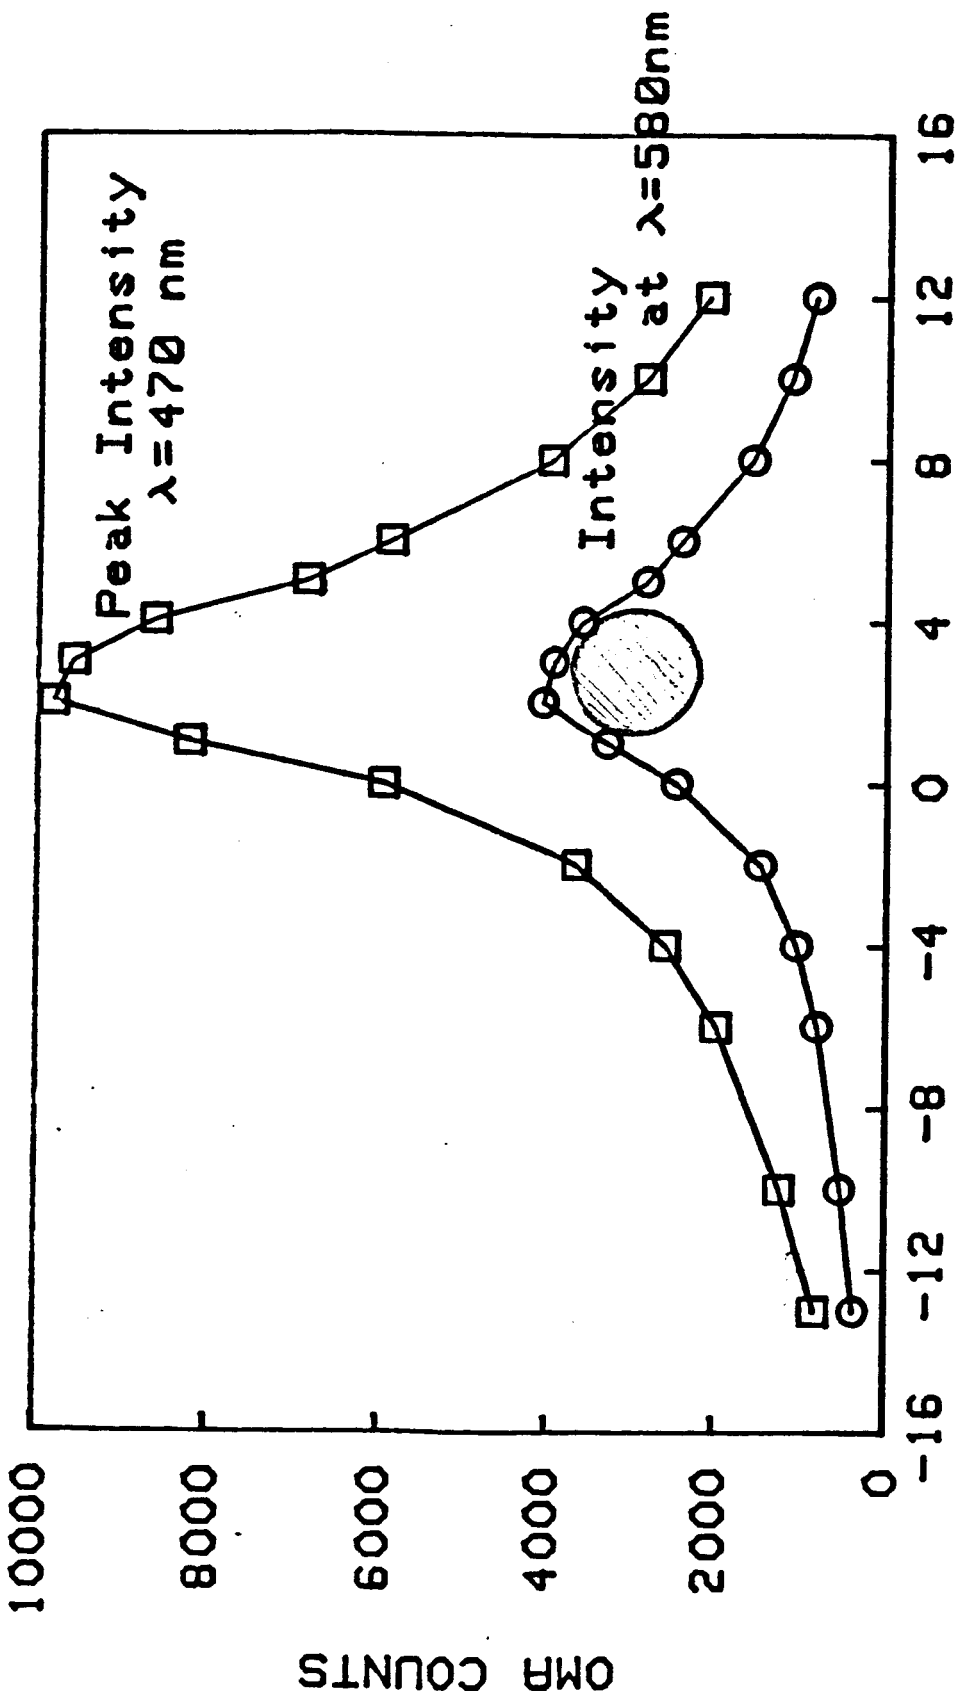 Peak Intensity
λ=470 nm
Intensity
at λ=580nm
10000
8000
6000
4000
2000
0
OMA COUNTS
-16 -12 -8 -4 0 4 8 12 16